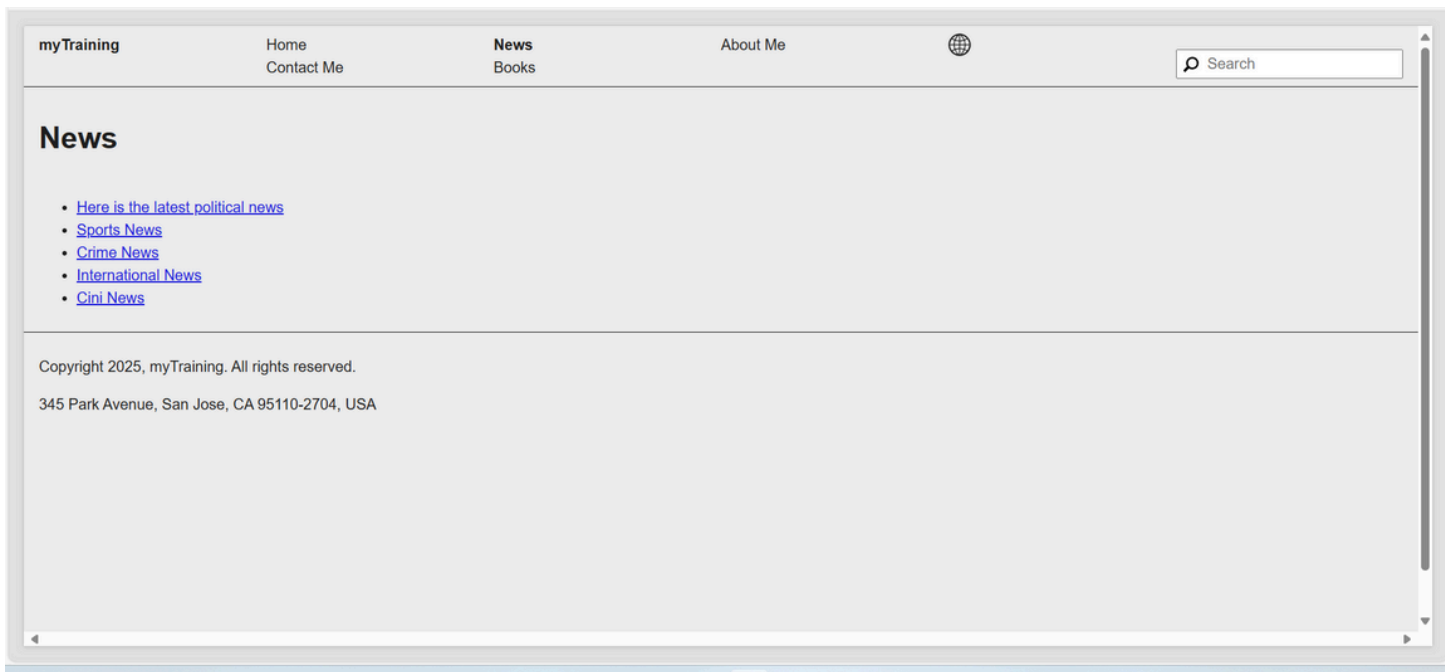 myTraining Home News About Me
Contact Me Books
Search
News
Here is the latest political news
Sports News
Crime News
International News
Cini News
Copyright 2025, myTraining. All rights reserved.
345 Park Avenue, San Jose, CA 95110-2704, USA